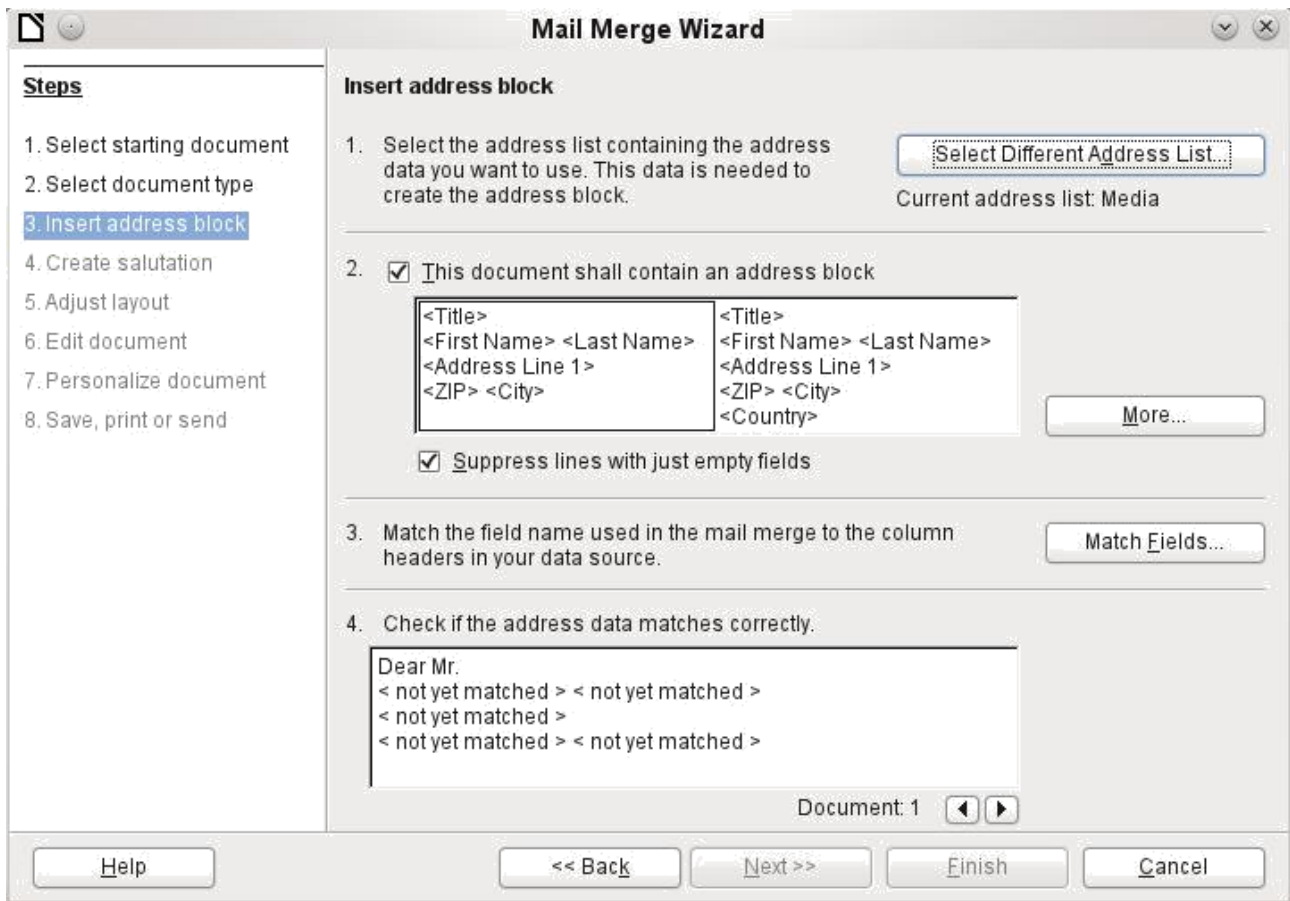 Mail Merge Wizard
Steps
1. Select starting document
2. Select document type
3. Insert address block
4. Create salutation
5. Adjust layout
6. Edit document
7. Personalize document
8. Save, print or send
Insert address block
1. Select the address list containing the address
data you want to use. This data is needed to
create the address block.
Select Different Address List...
Current address list: Media
2. This document shall contain an address block
<Title>
<First Name> <Last Name>
<Address Line 1>
<ZIP> <City>
<Title>
<First Name> <Last Name>
<Address Line 1>
<ZIP> <City>
<Country>
More...
Suppress lines with just empty fields
3. Match the field name used in the mail merge to the column
headers in your data source.
Match Fields...
4. Check if the address data matches correctly.
Dear Mr.
< not yet matched > < not yet matched >
< not yet matched >
< not yet matched > < not yet matched >
Document: 1
Help
<< Back
Next >>
Finish
Cancel